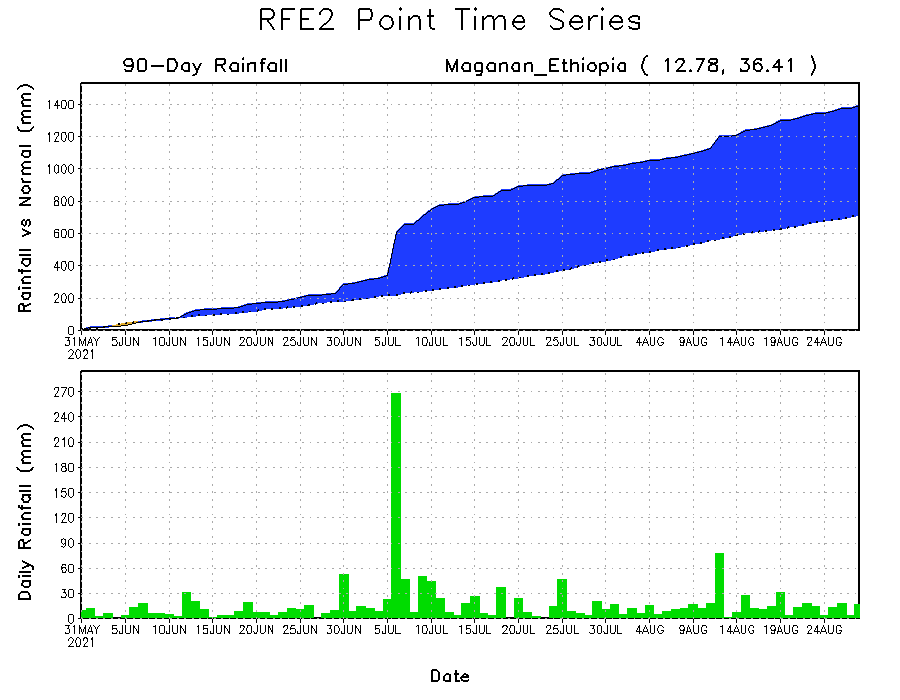 RFE2 Point Time Series
90-Day Rainfall Maganan_Ethiopia ( 12.78, 36.41 )
Rainfall vs Normal (mm)
1400
1200
1000
800
600
400
200
0
31MAY 5JUN 10JUN 15JUN 20JUN 25JUN 30JUN 5JUL 10JUL 15JUL 20JUL 25JUL 30JUL 4AUG 9AUG 14AUG 19AUG 24AUG
2021
Daily Rainfall (mm)
270
240
210
180
150
120
90
60
30
0
31MAY 5JUN 10JUN 15JUN 20JUN 25JUN 30JUN 5JUL 10JUL 15JUL 20JUL 25JUL 30JUL 4AUG 9AUG 14AUG 19AUG 24AUG
2021
Date